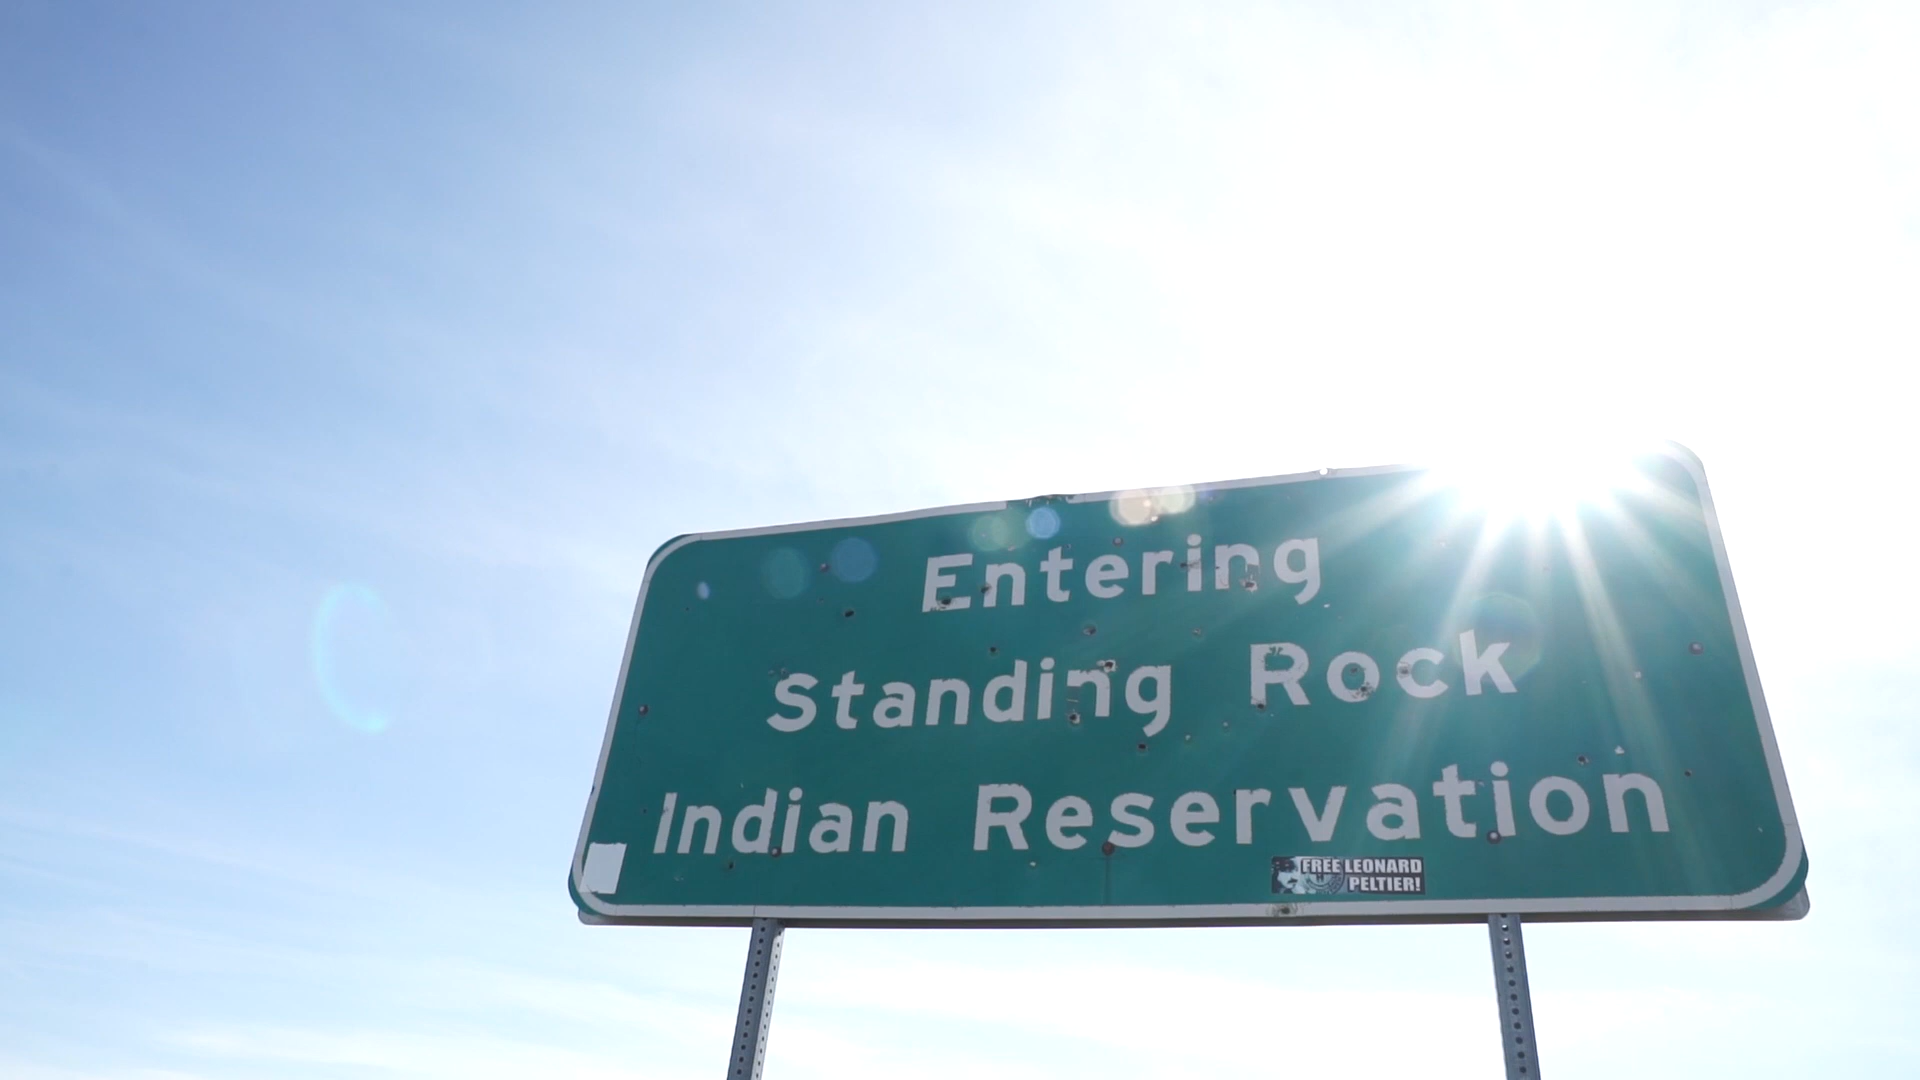 Entering
Standing Rock
Indian Reservation
FREE LEONARD
PELTIER!